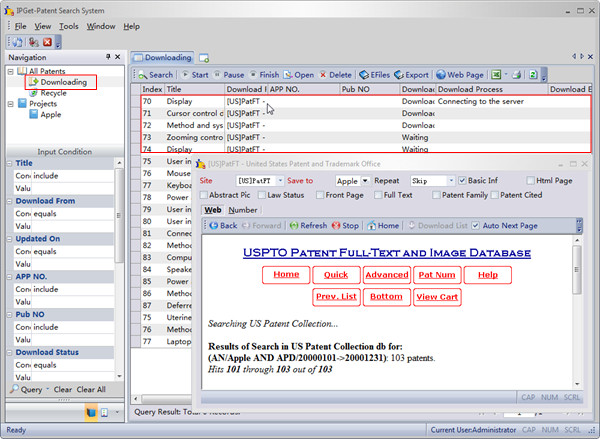 IPGet-Patent Search System
File View Tools Window Help
Navigation
All Patents
Downloading
Recycle
Projects
Apple
Input Condition
Title
Con include
Valu
Download From
Con equals
Valu
Updated On
Con equals
Valu
APP NO.
Con include
Valu
Pub NO
Con include
Valu
Download Status
Con equals
Valu
Query Clear Clear All
Downloading
Search Start Pause Finish Open Delete EFiles Export Web Page
Index Title Download APP NO. Pub NO Downloa Download Process Download E
70 Display [US]PatFT - Downloa Connecting to the server
71 Cursor control d [US]PatFT - Downloa
72 Method and sys [US]PatFT - Downloa
73 Zooming contro [US]PatFT - Waiting
74 Display [US]PatFT - Waiting
75 User in
76 Mouse
77 Keyboa
78 Power
79 User in
80 User in
81 Connec
82 Method
83 Compu
84 Speake
85 Power
86 Method
87 Deferre
75 Uterine
76 Method
77 Laptop
[US]PatFT - United States Patent and Trademark Office
Site [US]PatFT Save to Apple Repeat Skip Basic Inf Html Page
Abstract Pic Law Status Front Page Full Text Patent Family Patent Cited
Web Number
Back Forward Refresh Stop Home Download List Auto Next Page
USPTO Patent Full-Text and Image Database
Home Quick Advanced Pat Num Help
Prev. List Bottom View Cart
Searching US Patent Collection...
Results of Search in US Patent Collection db for:
(AN/Apple AND APD/20000101->20001231): 103 patents.
Hits 101 through 103 out of 103
CAP NUM SCRL
Query Result: Total
Ready
Current User:Administrator CAP NUM SCRL